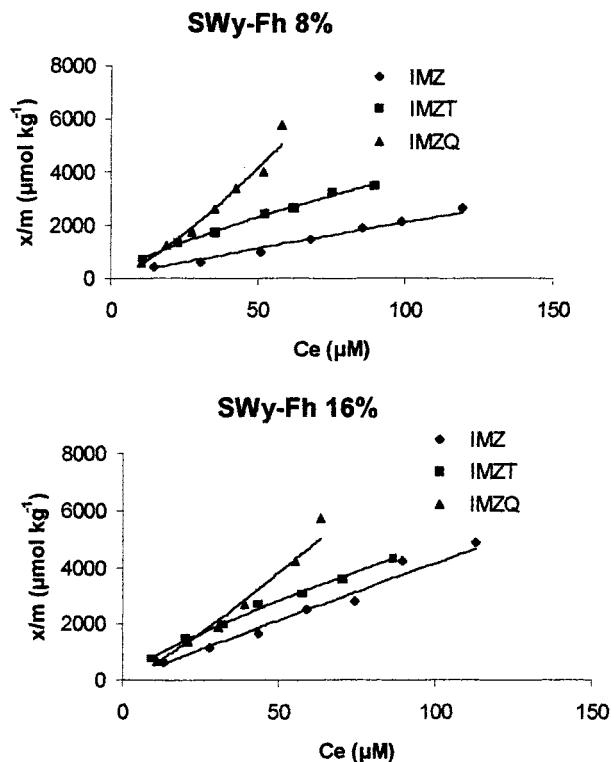 SWy-Fh 8%
8000
6000
4000
2000
0
x/m (µmol kg⁻¹)
IMZ
IMZT
IMZQ
0 50 100 150
Ce (µM)
SWy-Fh 16%
8000
6000
4000
2000
0
x/m (µmol kg⁻¹)
IMZ
IMZT
IMZQ
0 50 100 150
Ce (µM)